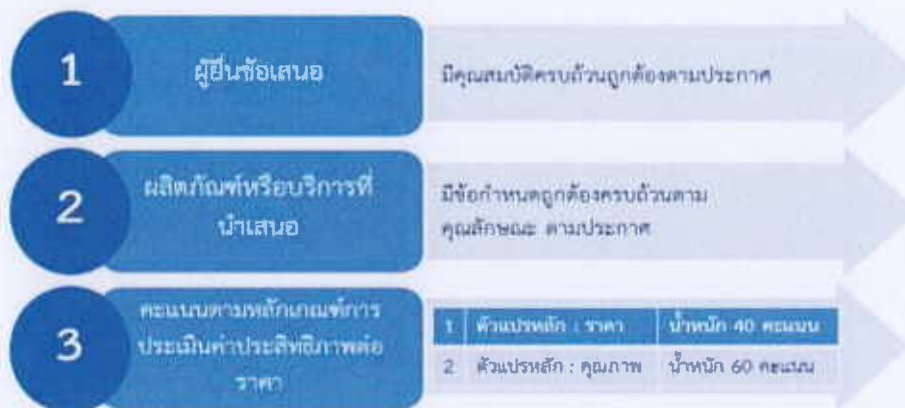 1
ผู้ยื่นข้อเสนอ
มีคุณสมบัติครบถ้วนถูกต้องตามประกาศ
2
ผลิตภัณฑ์หรือบริการที่
นำเสนอ
มีข้อกำหนดถูกต้องครบถ้วนตาม
คุณลักษณะ ตามประกาศ
3
คะแนนตามหลักเกณฑ์การ
ประเมินค่าประสิทธิภาพต่อ
ราคา
1 ตัวแปรหลัก : ราคา น้ำหนัก 40 คะแนน
2 ตัวแปรหลัก : คุณภาพ น้ำหนัก 60 คะแนน